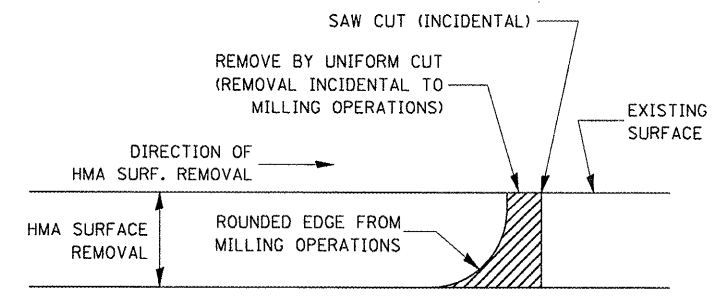 SAW CUT (INCIDENTAL)
REMOVE BY UNIFORM CUT
(REMOVAL INCIDENTAL TO
MILLING OPERATIONS)
EXISTING
SURFACE
DIRECTION OF
HMA SURF. REMOVAL
HMA SURFACE
REMOVAL
ROUNDED EDGE FROM
MILLING OPERATIONS